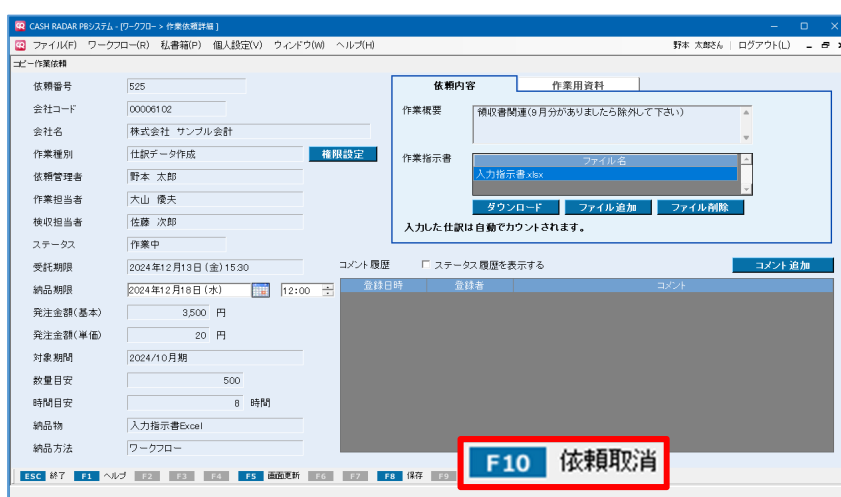 CASH RADAR PBシステム - [ワークフロー > 作業依頼詳細 ]
ファイル(F) ワークフロー(R) 私書箱(P) 個人設定(V) ウィンドウ(W) ヘルプ(H) 野本 太郎さん | ログアウト(L)
コピー作業依頼
依頼番号 525
会社コード 00006102
会社名 株式会社 サンプル会計
作業種別 仕訳データ作成 権限設定
依頼管理者 野本 太郎
作業担当者 大山 優夫
検収担当者 佐藤 次郎
ステータス 作業中
受託期限 2024年12月13日(金)15:30
納品期限 2024年12月18日(水) 12:00
発注金額(基本) 3,500 円
発注金額(単価) 20 円
対象期間 2024/10月期
数量目安 500
時間目安 8 時間
納品物 入力指示書Excel
納品方法 ワークフロー
依頼内容 作業用資料
作業概要 領収書関連(9月分がありましたら除外して下さい)
作業指示書 ファイル名
入力指示書.xlsx
ダウンロード ファイル追加 ファイル削除
入力した仕訳は自動でカウントされます。
コメント履歴 ステータス履歴を表示する コメント追加
登録日時 登録者 コメント
ESC 終了 F1 ヘルプ F2 F3 F4 F5 画面更新 F6 F7 F8 保存 F9
F10 依頼取消